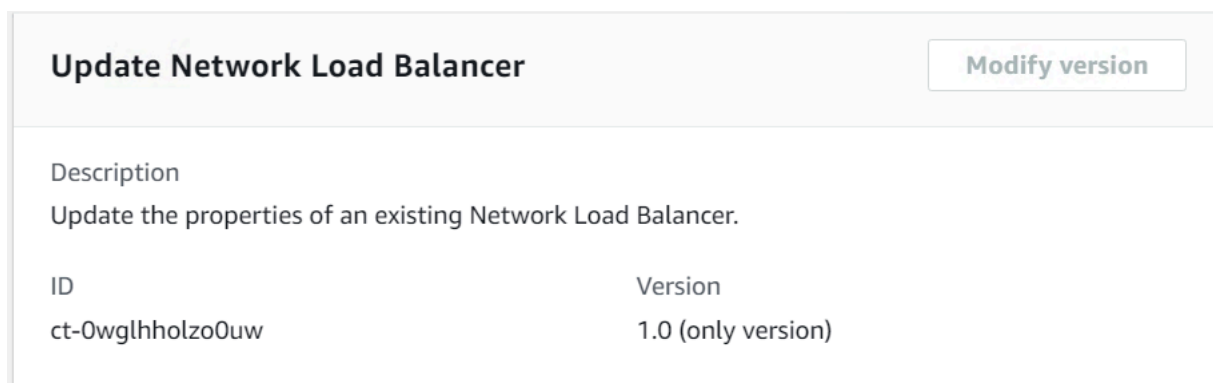 Update Network Load Balancer
Modify version
Description
Update the properties of an existing Network Load Balancer.
ID
Version
ct-0wglhholzo0uw
1.0 (only version)